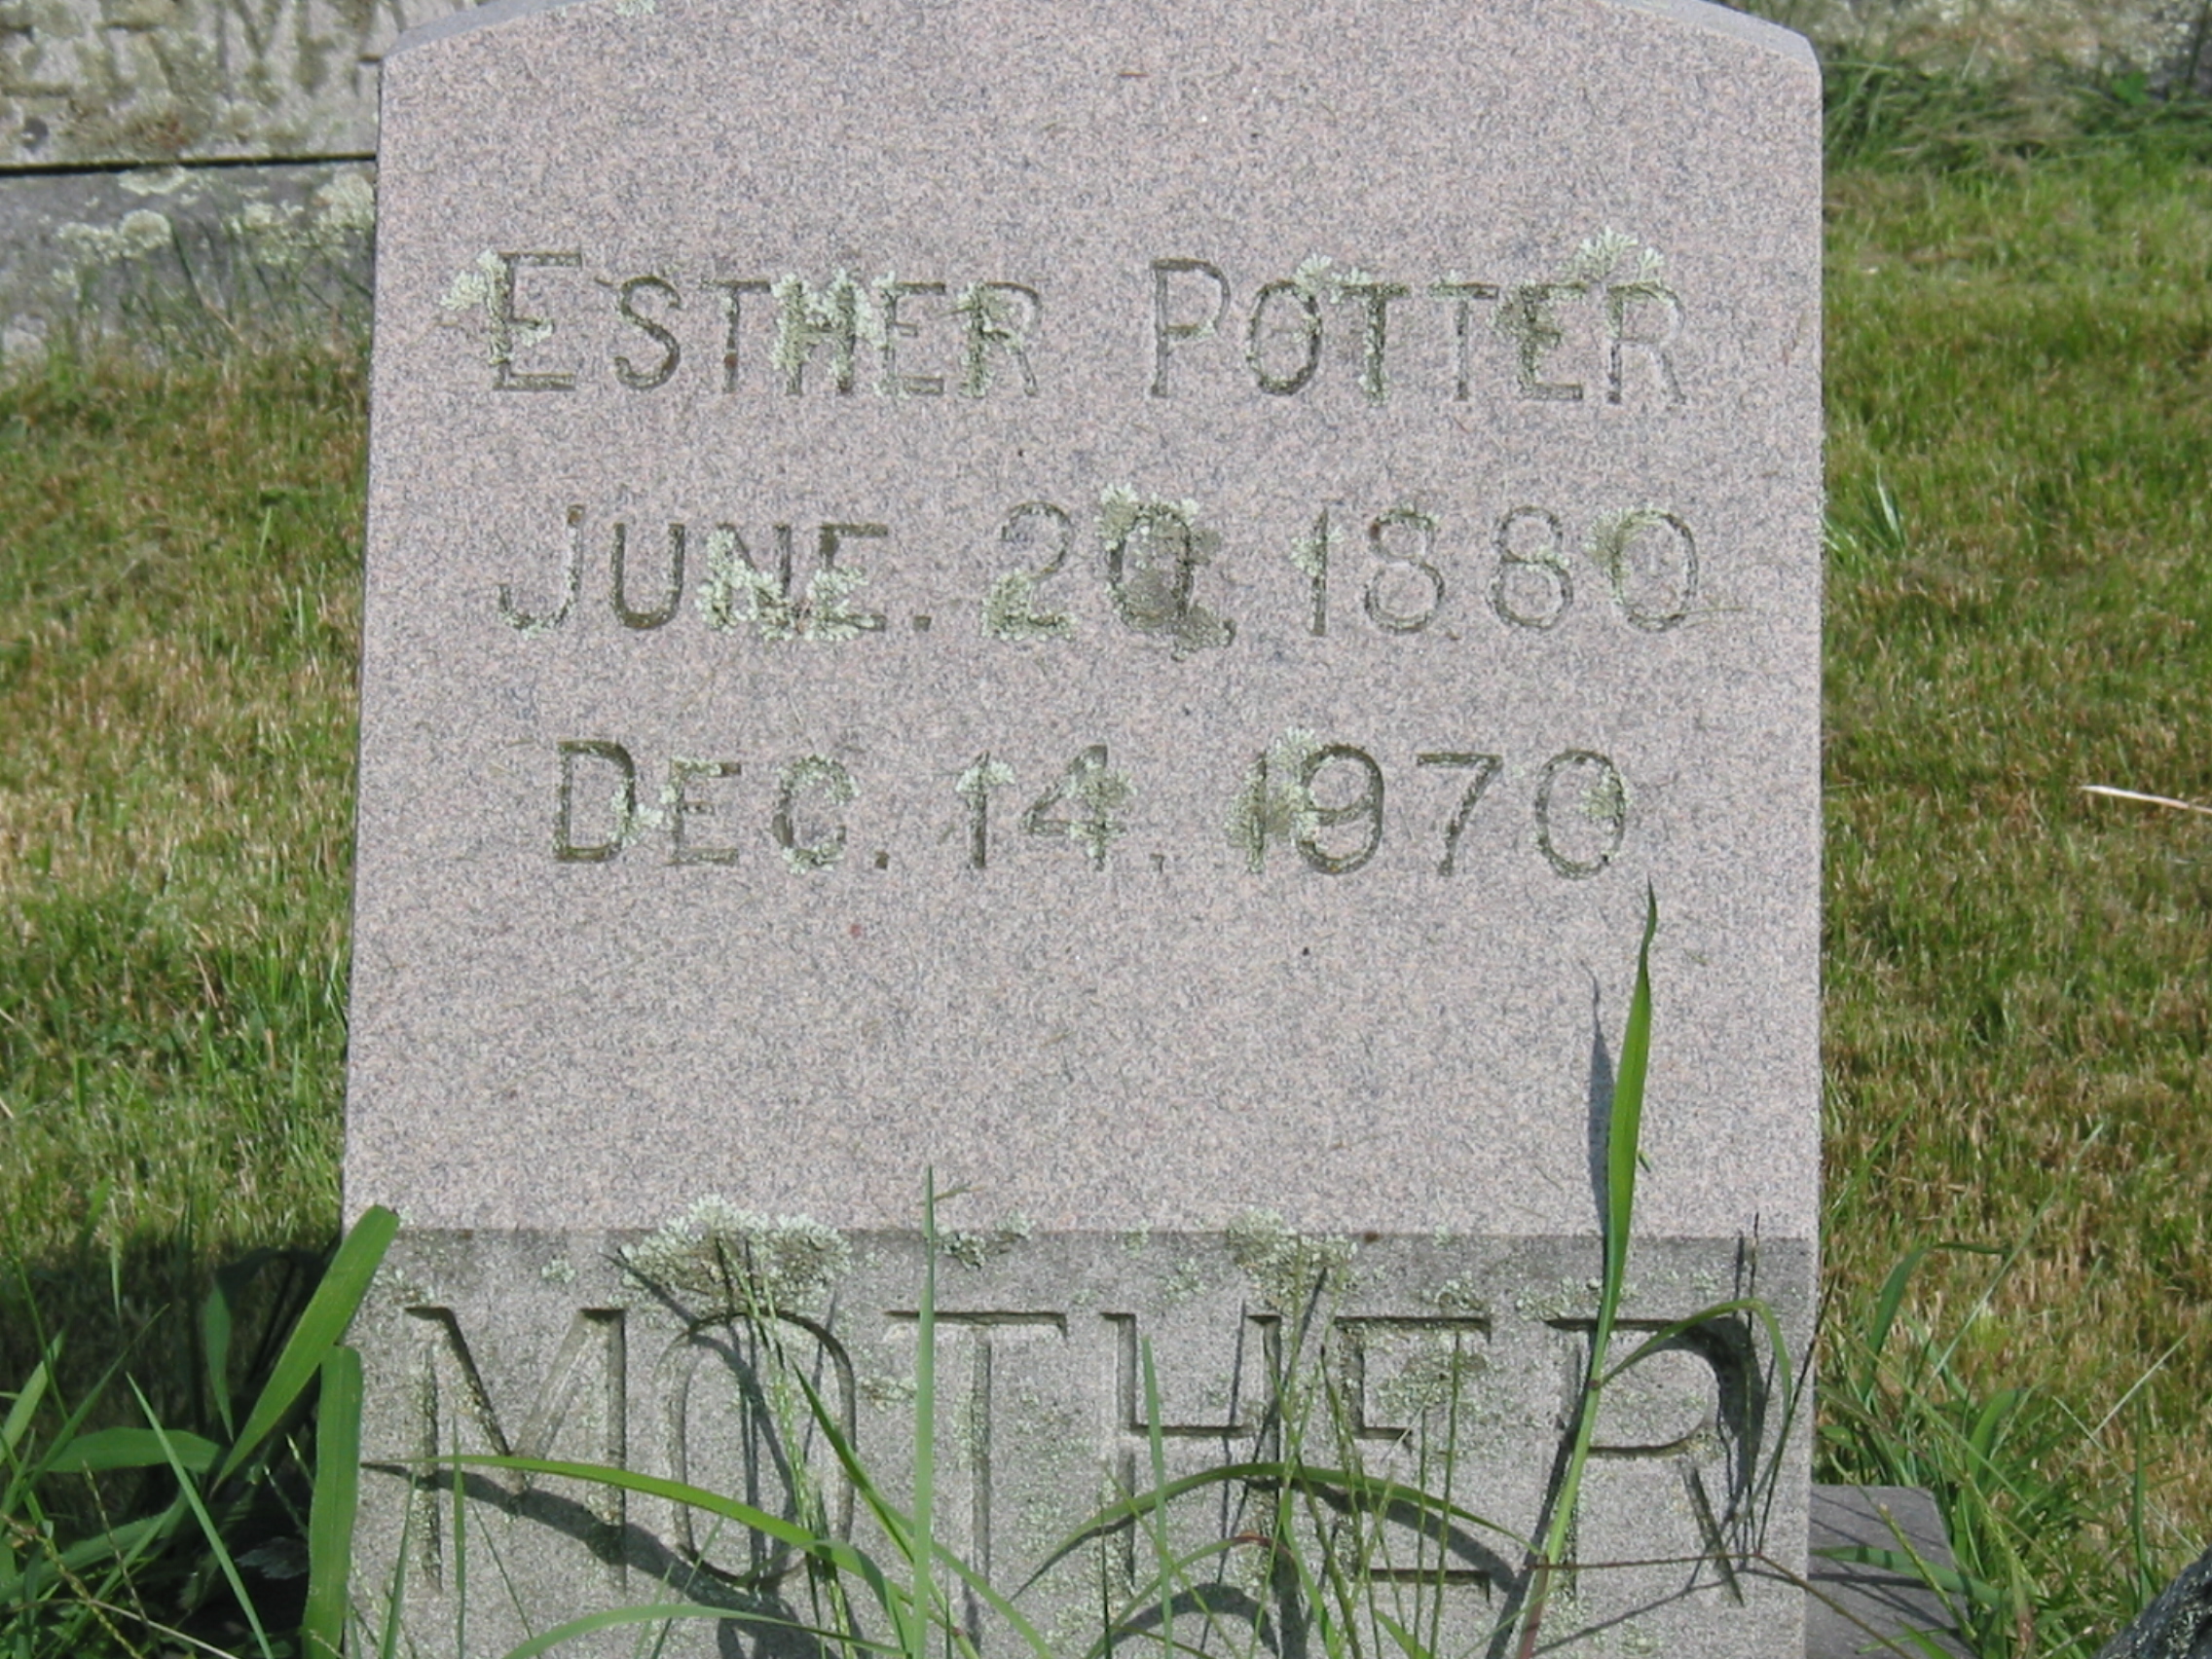 ESTHER POTTER
JUNE. 20, 1880
DEC. 14, 1970
MOTHER